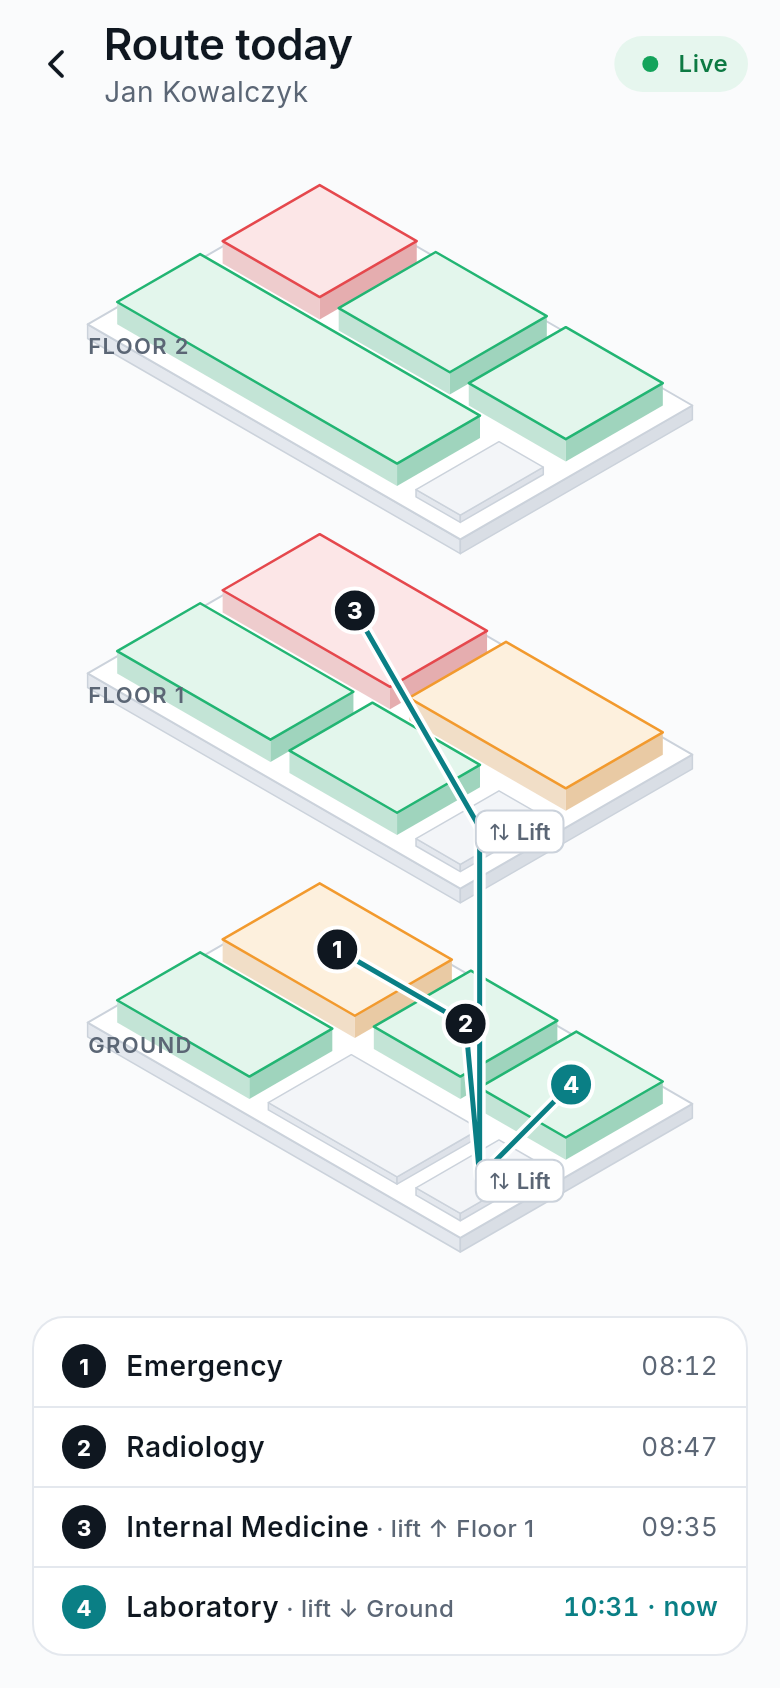 Route today
Jan Kowalczyk
Live
FLOOR 2
3
FLOOR 1
↑↓ Lift
1
2
GROUND
4
↑↓ Lift
1 Emergency 08:12
2 Radiology 08:47
3 Internal Medicine · lift ↑ Floor 1 09:35
4 Laboratory · lift ↓ Ground 10:31 · now